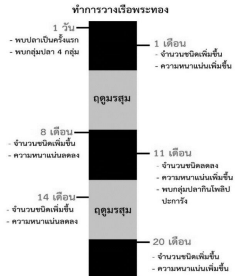 ทำการวางเรือพระทอง
1 วัน
- พบปลาเป็นครั้งแรก
- พบกลุ่มปลา 4 กลุ่ม
1 เดือน
- จำนวนชนิดเพิ่มขึ้น
- ความหนาแน่นเพิ่มขึ้น
ฤดูมรสุม
8 เดือน
- จำนวนชนิดเพิ่มขึ้น
- ความหนาแน่นลดลง
11 เดือน
- จำนวนชนิดลดลง
- ความหนาแน่นเพิ่มขึ้น
- พบกลุ่มปลากินโพลิป
ปะการัง
14 เดือน
- จำนวนชนิดเพิ่มขึ้น
- ความหนาแน่นลดลง
ฤดูมรสุม
20 เดือน
- จำนวนชนิดเพิ่มขึ้น
- ความหนาแน่นเพิ่มขึ้น